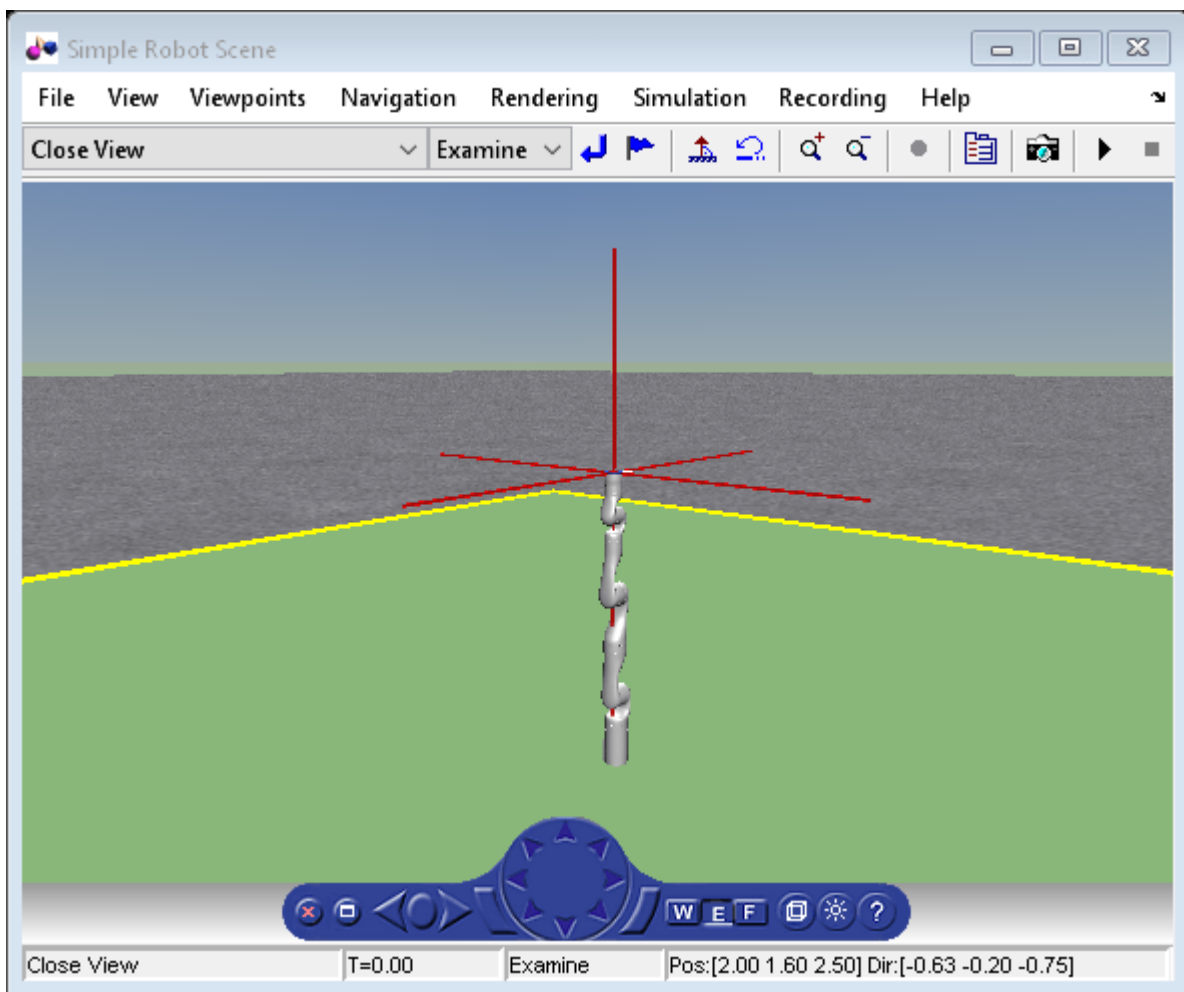 Simple Robot Scene
File View Viewpoints Navigation Rendering Simulation Recording Help
Close View Examine
W E F ?
Close View T=0.00 Examine Pos:[2.00 1.60 2.50] Dir:[-0.63 -0.20 -0.75]